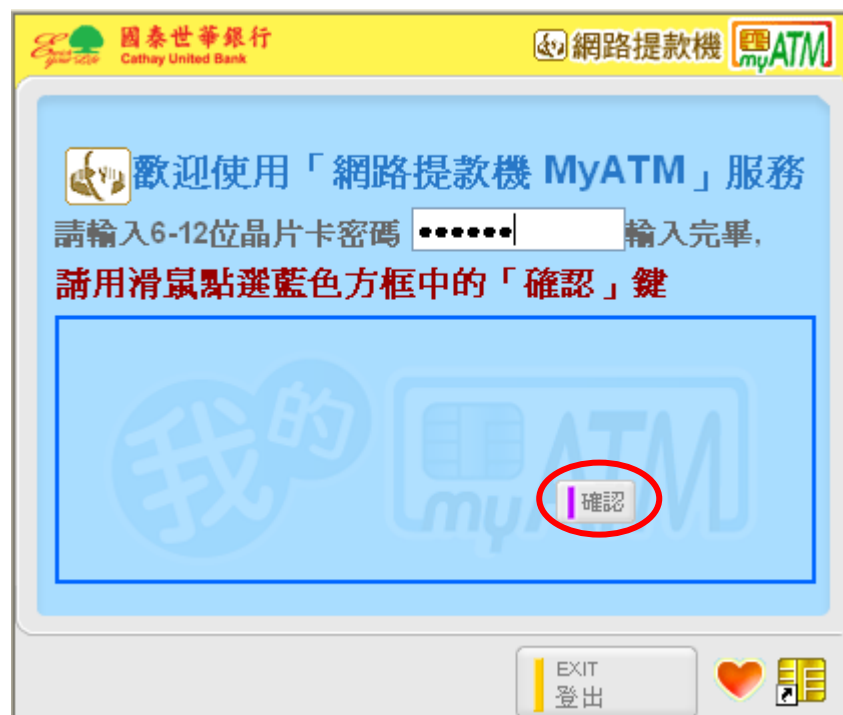 Every
Your Life
國泰世華銀行
Cathay United Bank
網路提款機
myATM
歡迎使用「網路提款機 MyATM」服務
請輸入6-12位晶片卡密碼 ●●●●●● 輸入完畢,
請用滑鼠點選藍色方框中的「確認」鍵
我的
myATM
確認
EXIT
登出